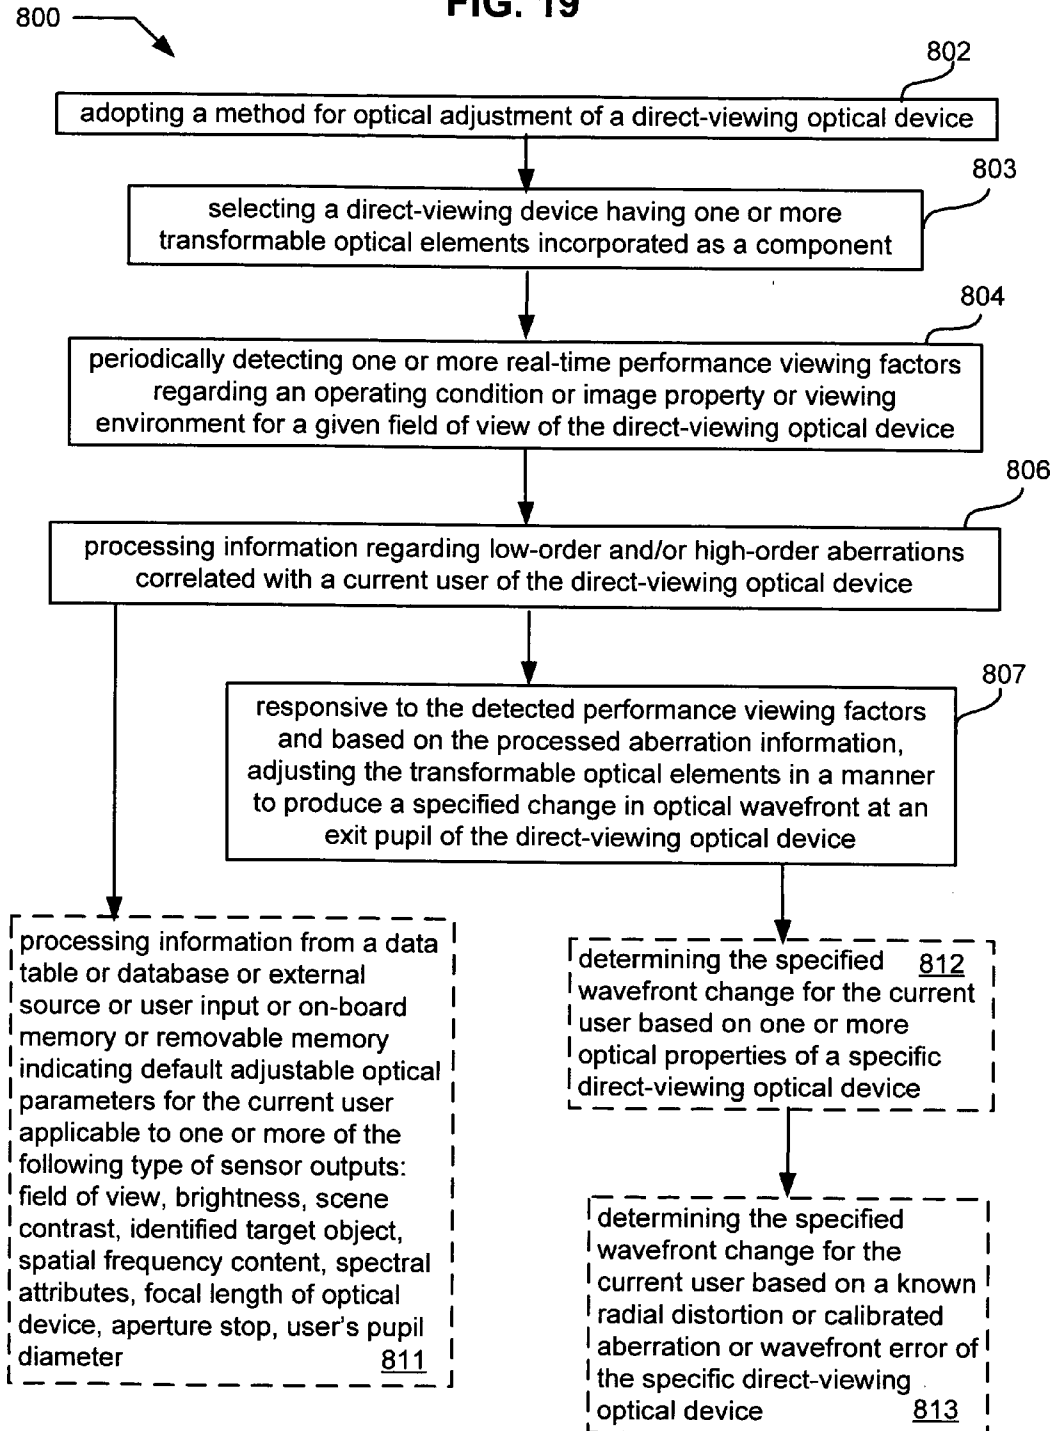 FIG. 19
800
802
adopting a method for optical adjustment of a direct-viewing optical device
803
selecting a direct-viewing device having one or more
transformable optical elements incorporated as a component
804
periodically detecting one or more real-time performance viewing factors
regarding an operating condition or image property or viewing
environment for a given field of view of the direct-viewing optical device
806
processing information regarding low-order and/or high-order aberrations
correlated with a current user of the direct-viewing optical device
807
responsive to the detected performance viewing factors
and based on the processed aberration information,
adjusting the transformable optical elements in a manner
to produce a specified change in optical wavefront at an
exit pupil of the direct-viewing optical device
processing information from a data
table or database or external
source or user input or on-board
memory or removable memory
indicating default adjustable optical
parameters for the current user
applicable to one or more of the
following type of sensor outputs:
field of view, brightness, scene
contrast, identified target object,
spatial frequency content, spectral
attributes, focal length of optical
device, aperture stop, user's pupil
diameter 811
determining the specified 812
wavefront change for the current
user based on one or more
optical properties of a specific
direct-viewing optical device
determining the specified
wavefront change for the
current user based on a known
radial distortion or calibrated
aberration or wavefront error of
the specific direct-viewing
optical device 813